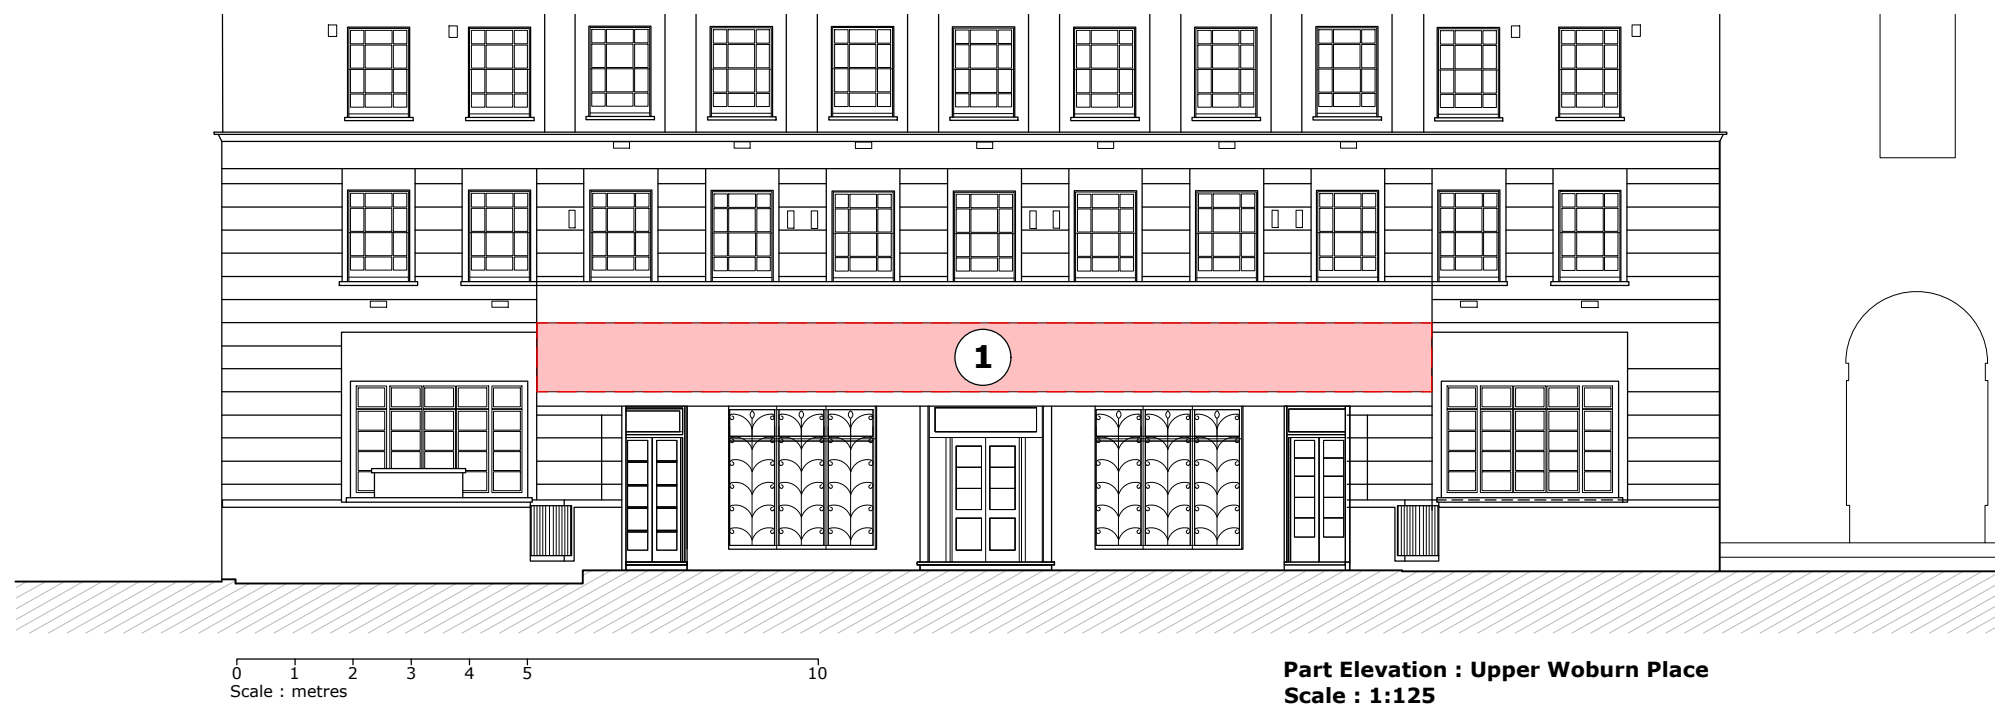 1
0 1 2 3 4 5 10
Scale : metres
Part Elevation : Upper Woburn Place
Scale : 1:125